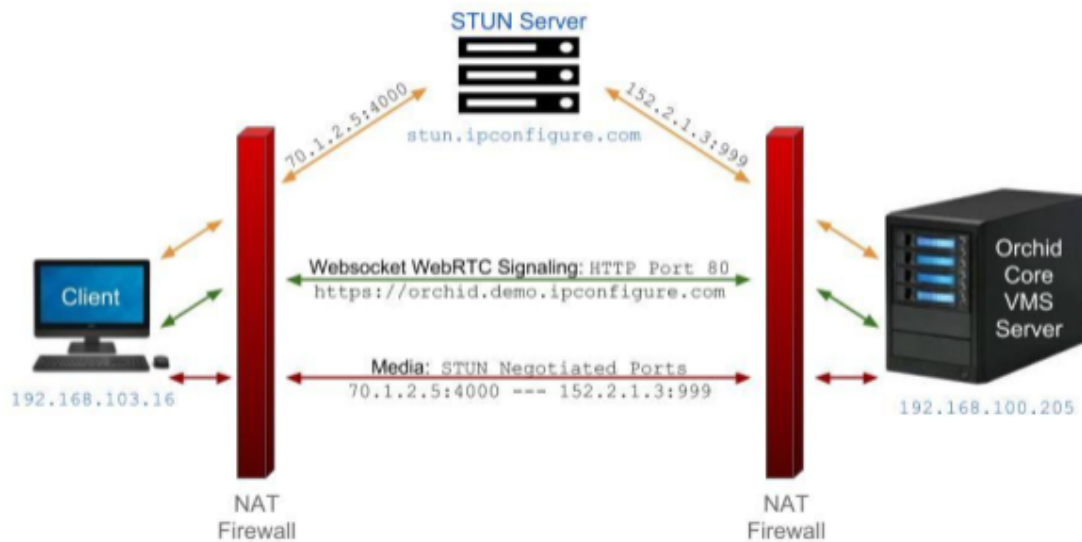 STUN Server
stun.ipconfigure.com
70.1.2.5:4000
152.2.1.3:999
Websocket WebRTC Signaling: HTTP Port 80
https://orchid.demo.ipconfigure.com
Client
Orchid
Core
VMS
Server
Media: STUN Negotiated Ports
70.1.2.5:4000 --- 152.2.1.3:999
192.168.103.16
192.168.100.205
NAT
Firewall
NAT
Firewall